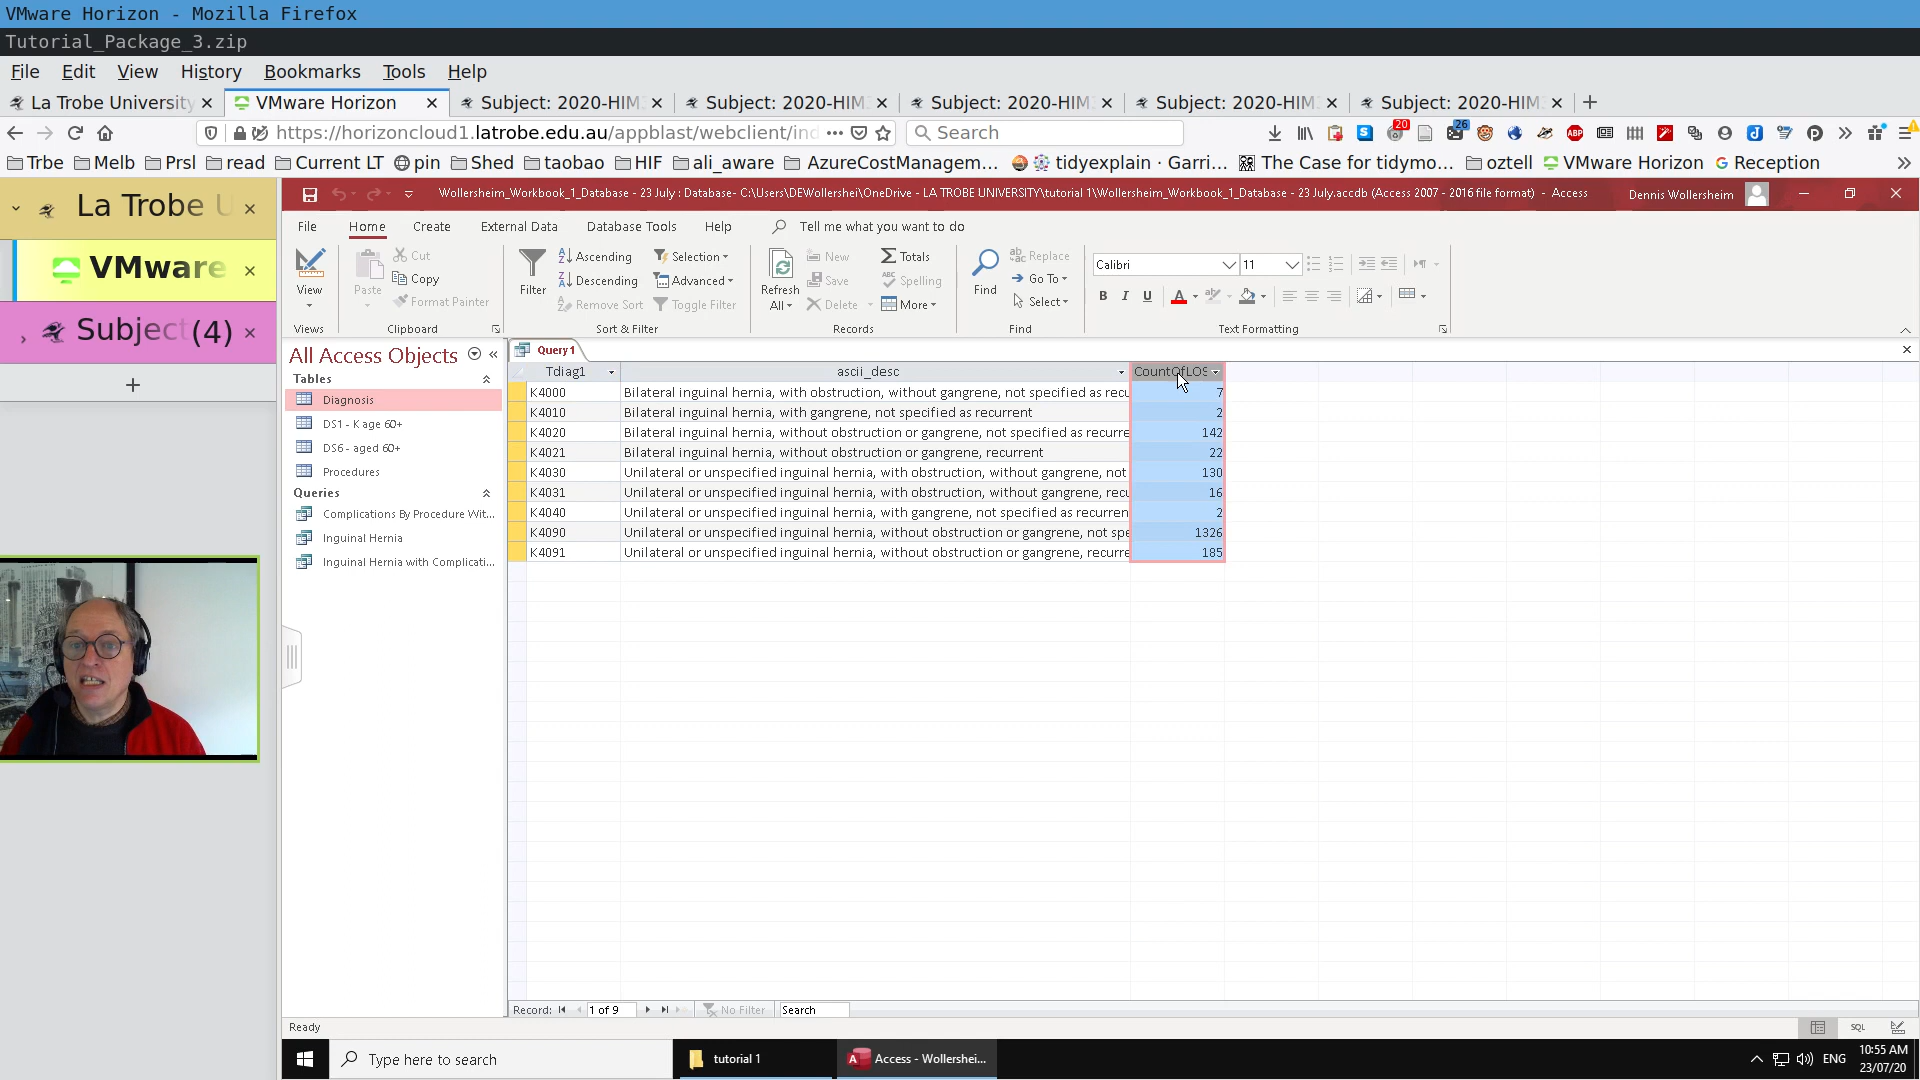 VMware Horizon - Mozilla Firefox
Tutorial_Package_3.zip
File Edit View History Bookmarks Tools Help
La Trobe University VMware Horizon Subject: 2020-HIM Subject: 2020-HIM Subject: 2020-HIM Subject: 2020-HIM Subject: 2020-HIM
https://horizoncloud1.latrobe.edu.au/appblast/webclient/ind Search 20 26 ABP
Trbe Melb Prsl read Current LT pin Shed taobao HIF ali_aware AzureCostManagem… tidyexplain · Garri… The Case for tidymo… oztell VMware Horizon Reception
La Trobe U
VMware
Subject (4)
Wollersheim_Workbook_1_Database - 23 July : Database- C:\Users\DEWollershei\OneDrive - LA TROBE UNIVERSITY\tutorial 1\Wollersheim_Workbook_1_Database - 23 July.accdb (Access 2007 - 2016 file format) - Access Dennis Wollersheim
File Home Create External Data Database Tools Help Tell me what you want to do
View Paste Cut Copy Format Painter
Filter Ascending Descending Remove Sort Selection Advanced Toggle Filter
Refresh All New Save Delete Totals Spelling More
Find Replace Go To Select
Calibri 11
B I U A
Views Clipboard Sort & Filter Records Find Text Formatting
All Access Objects
Tables
Diagnosis
DS1 - K age 60+
DS6 - aged 60+
Procedures
Queries
Complications By Procedure Wit...
Inguinal Hernia
Inguinal Hernia with Complicati...
Query1
Tdiag1 ascii_desc CountOfLOS
K4000 Bilateral inguinal hernia, with obstruction, without gangrene, not specified as recu 7
K4010 Bilateral inguinal hernia, with gangrene, not specified as recurrent 2
K4020 Bilateral inguinal hernia, without obstruction or gangrene, not specified as recurre 142
K4021 Bilateral inguinal hernia, without obstruction or gangrene, recurrent 22
K4030 Unilateral or unspecified inguinal hernia, with obstruction, without gangrene, not 130
K4031 Unilateral or unspecified inguinal hernia, with obstruction, without gangrene, recu 16
K4040 Unilateral or unspecified inguinal hernia, with gangrene, not specified as recurren 2
K4090 Unilateral or unspecified inguinal hernia, without obstruction or gangrene, not spe 1326
K4091 Unilateral or unspecified inguinal hernia, without obstruction or gangrene, recurre 185
Record: 1 of 9 No Filter Search
Ready SQL
Type here to search tutorial 1 Access - Wollershei... ENG 10:55 AM
23/07/20